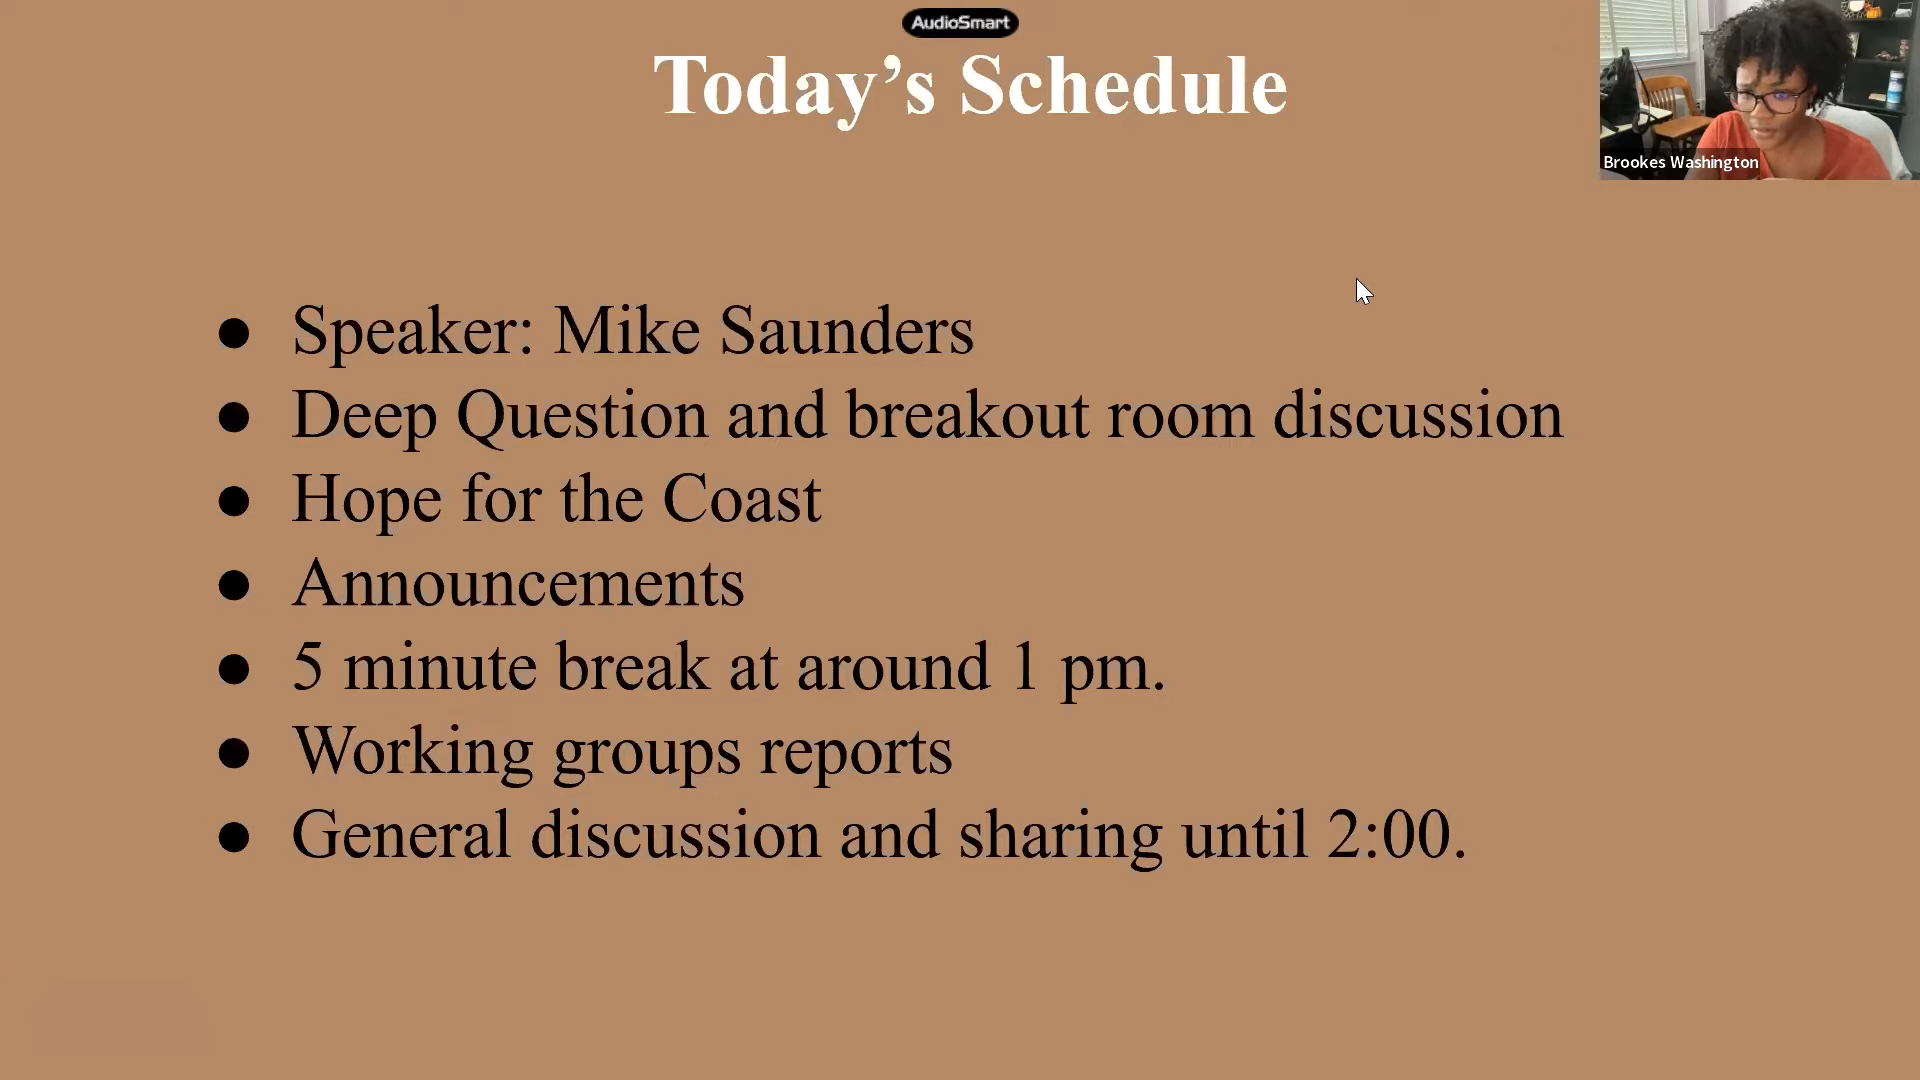 AudioSmart
Today’s Schedule
Brookes Washington
● Speaker: Mike Saunders
● Deep Question and breakout room discussion
● Hope for the Coast
● Announcements
● 5 minute break at around 1 pm.
● Working groups reports
● General discussion and sharing until 2:00.